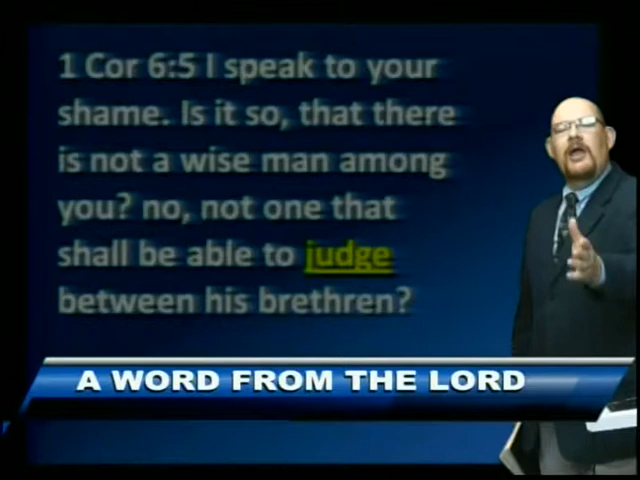 1 Cor 6:5 I speak to your
shame. Is it so, that there
is not a wise man among
you? no, not one that
shall be able to judge
between his brethren?
A WORD FROM THE LORD